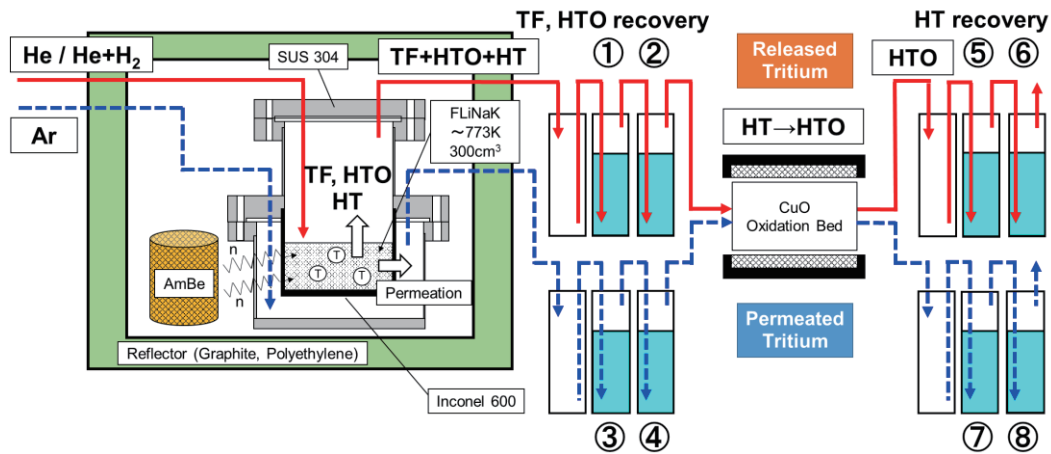 TF, HTO recovery
HT recovery
He / He+H₂
SUS 304
TF+HTO+HT
①
②
Released
Tritium
HTO
⑤
⑥
Ar
FLiNaK
~773K
300cm³
HT→HTO
TF, HTO
HT
CuO
Oxidation Bed
AmBe
n
n
T
T
T
Permeation
Permeated
Tritium
Reflector (Graphite, Polyethylene)
Inconel 600
③
④
⑦
⑧